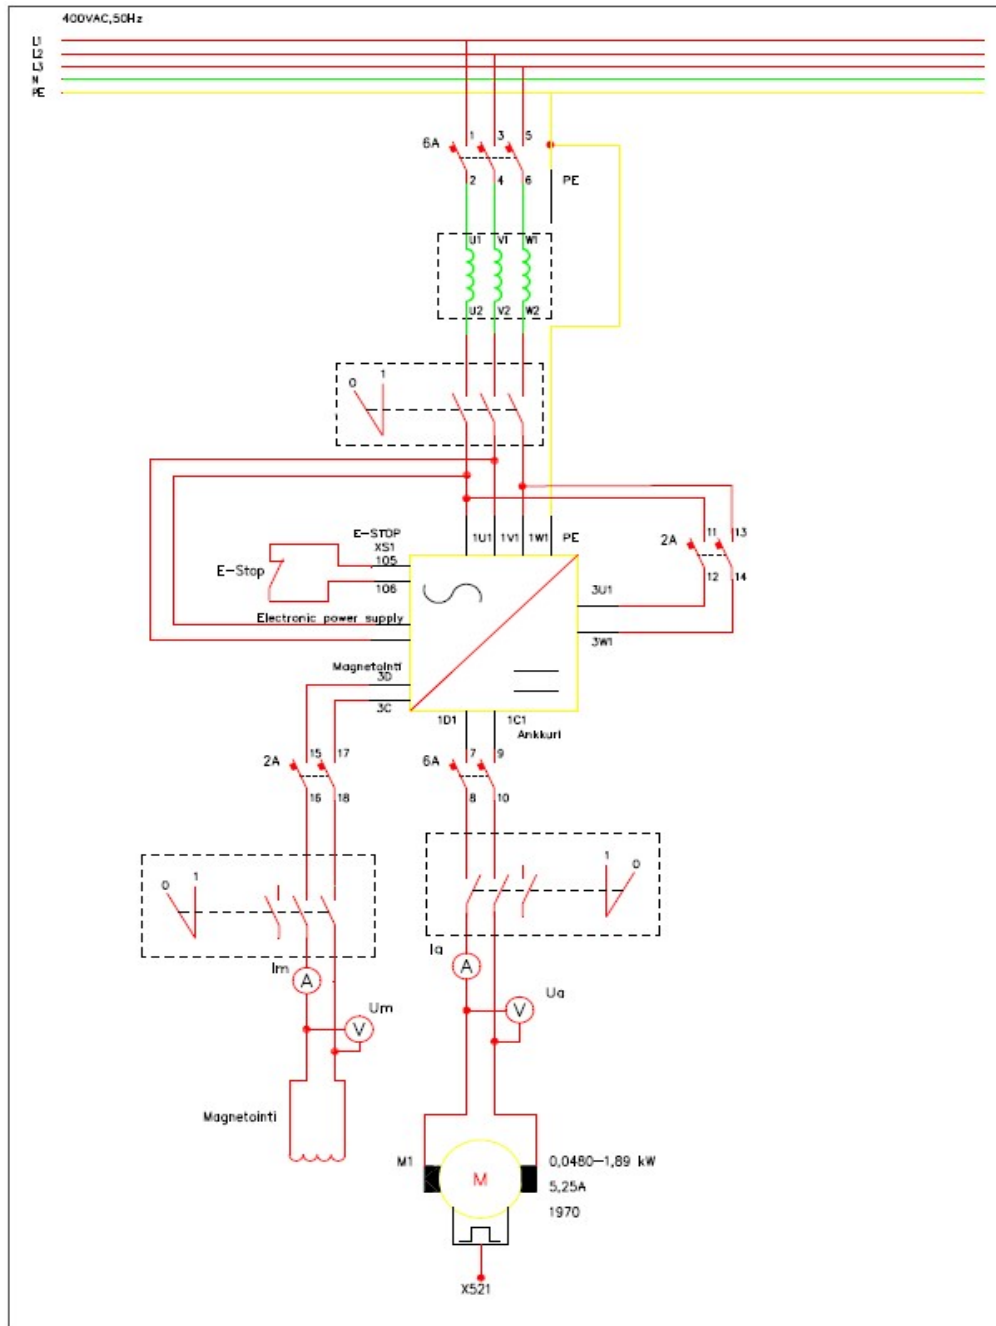 400VAC,50Hz
L1
L2
L3
N
PE
6A 1 3 5
2 4 6 PE
U1 V1 W1
U2 V2 W2
0 1
E-STOP
XS1
105
106
E-Stop
1U1 1V1 1W1 PE
2A 11 13
12 14
3U1
3W1
Electronic power supply
Magnetointi
3D
3C
1D1 1C1
Ankkuri
2A 15 17
16 18
6A 7 9
8 10
0 1
1 0
Im
A
Um
V
Ia
A
Ua
V
Magnetointi
M1
M
0,0480-1,89 kW
5,25A
1970
X521